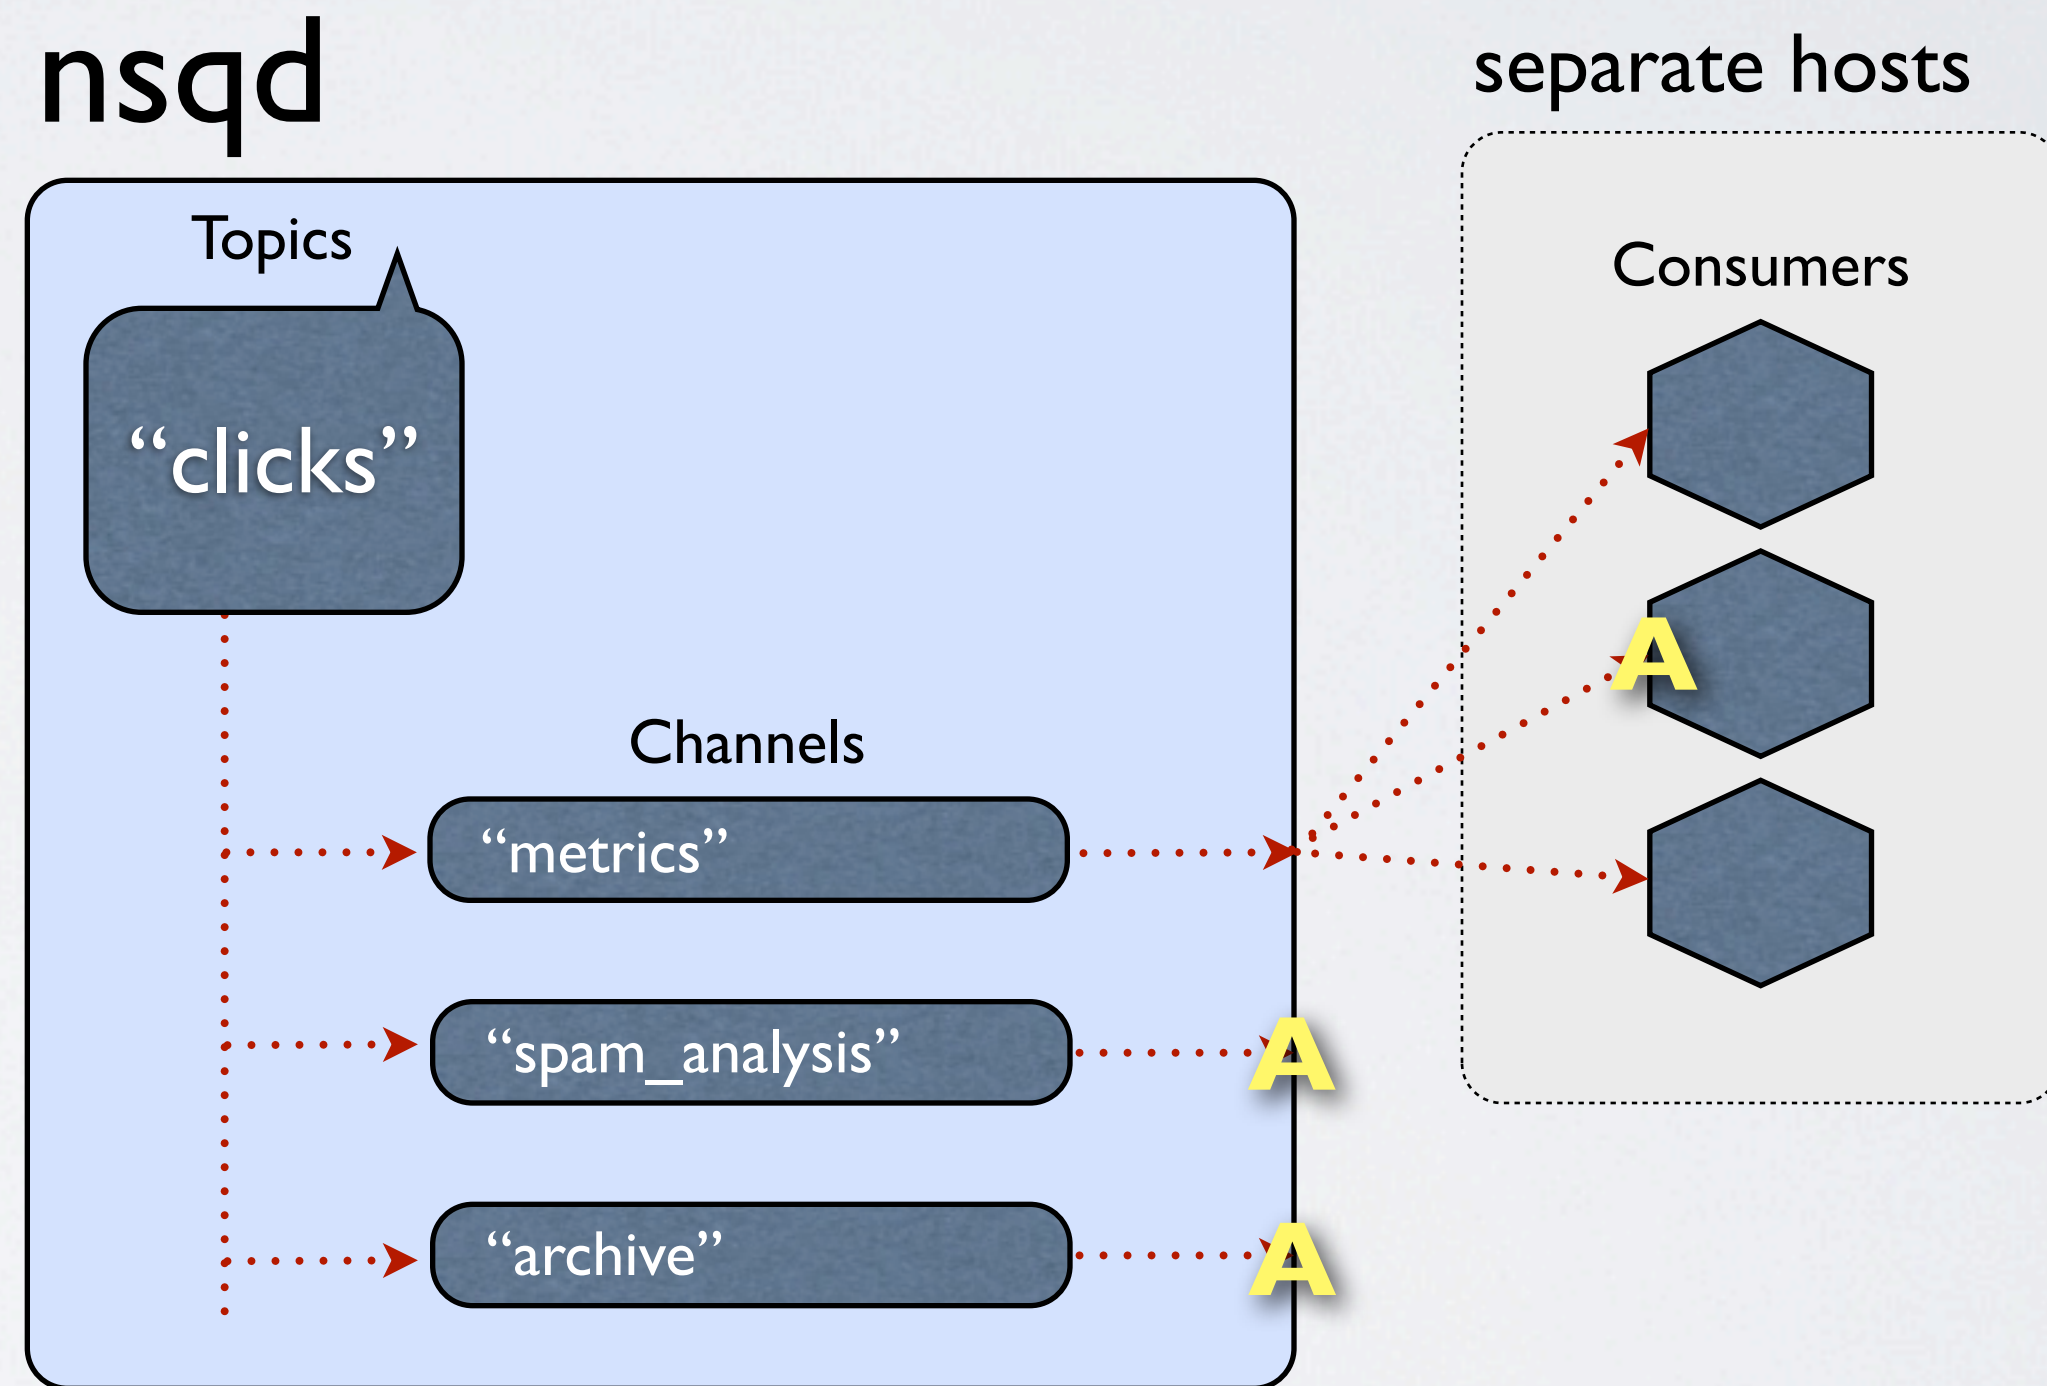 nsqd
separate hosts
Topics
“clicks”
Consumers
Channels
“metrics”
“spam_analysis”
“archive”
A
A
A